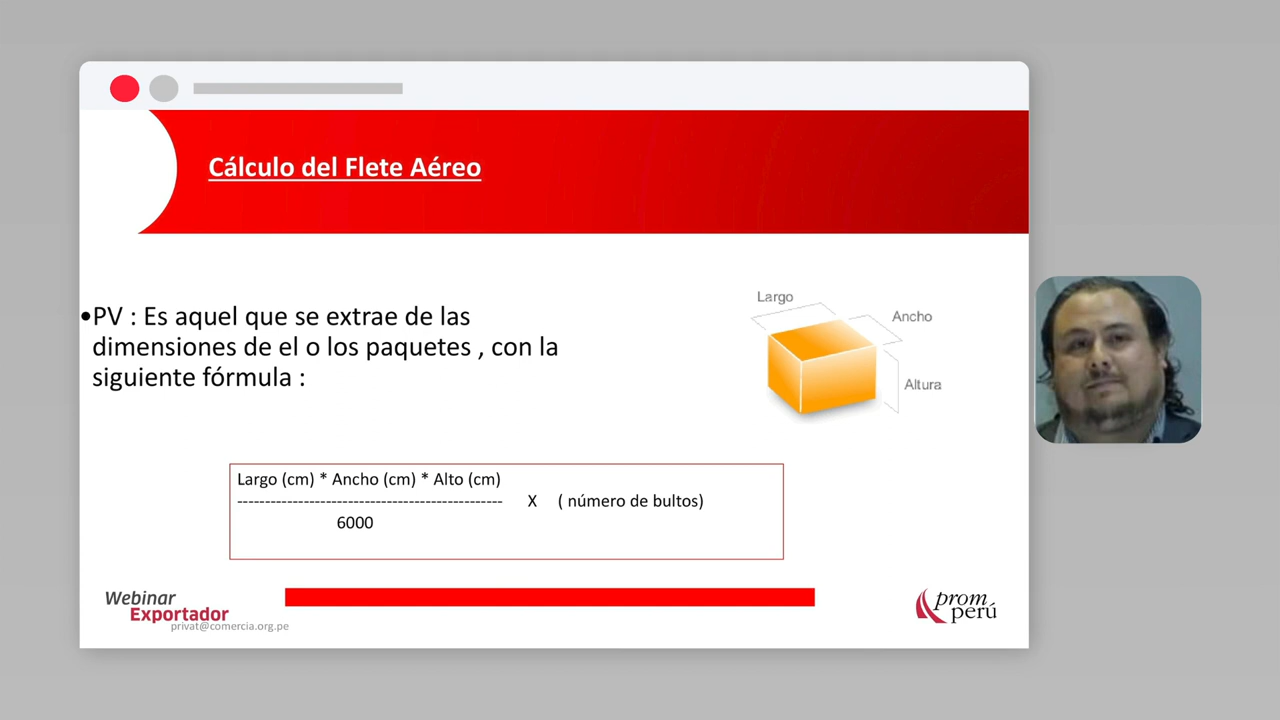 Cálculo del Flete Aéreo
•PV : Es aquel que se extrae de las
dimensiones de el o los paquetes , con la
siguiente fórmula :
Largo
Ancho
Altura
Largo (cm) * Ancho (cm) * Alto (cm)
------------------------------------------------ X ( número de bultos)
6000
Webinar
Exportador
privat@comercia.org.pe
prom
perú